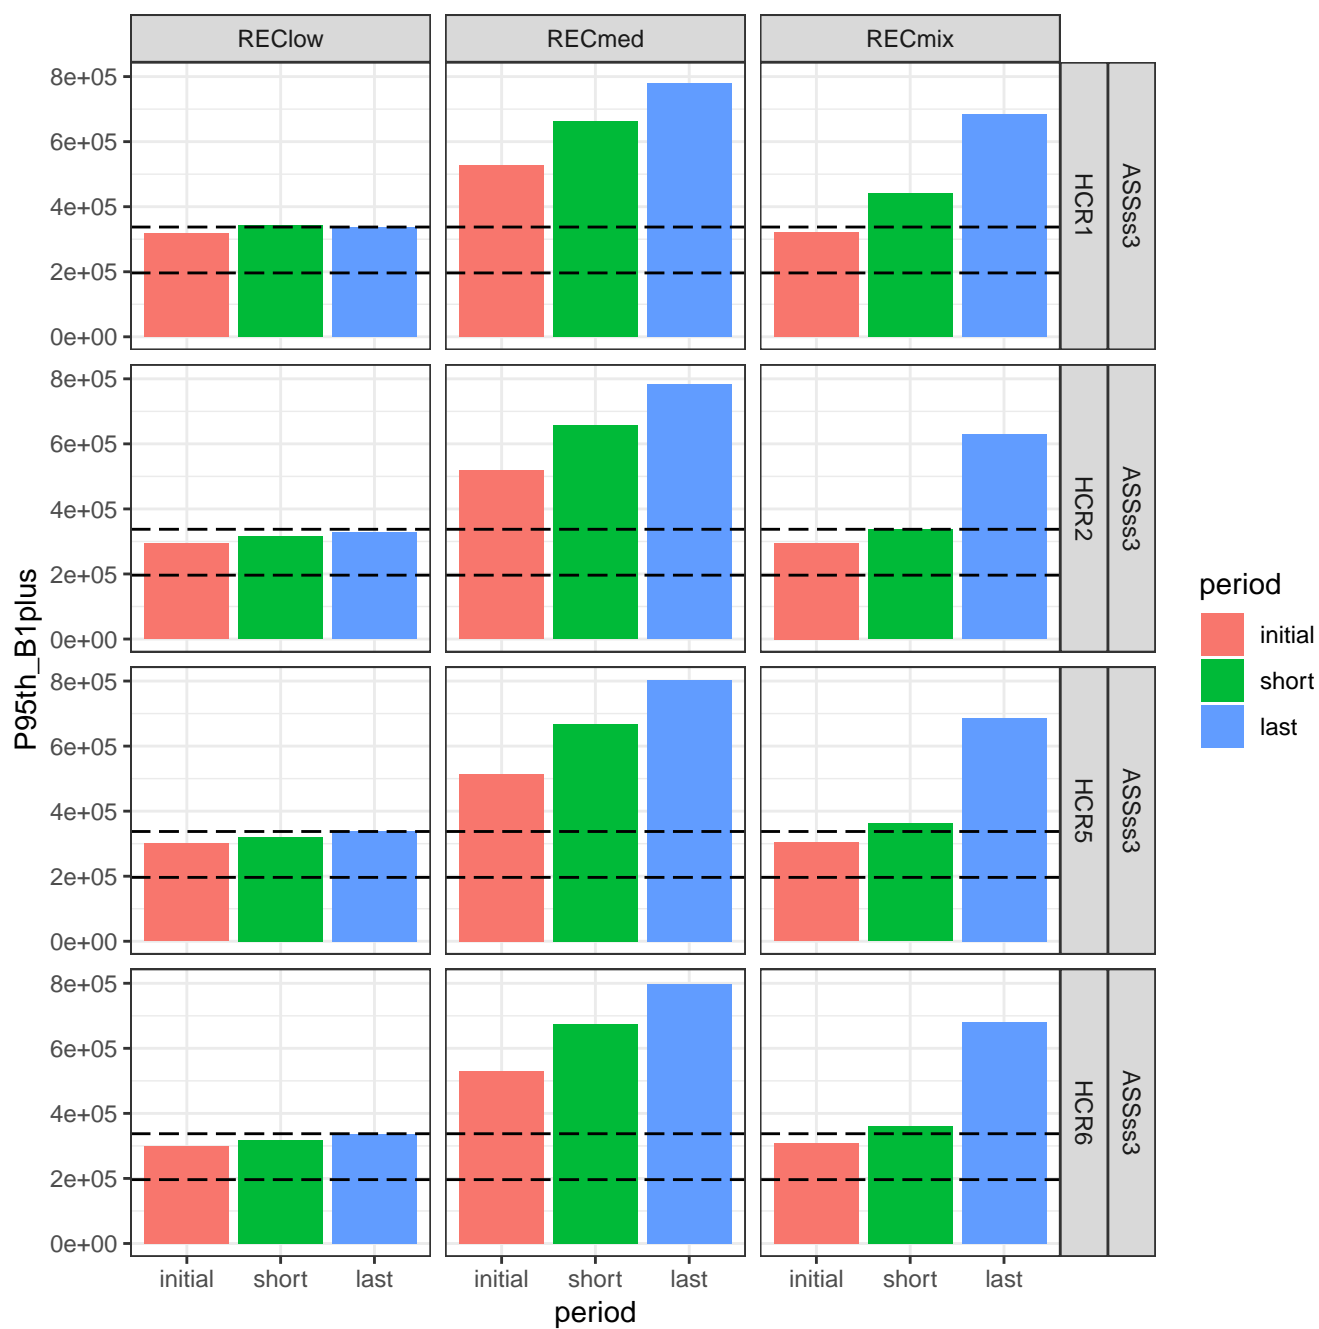 REClow RECmed RECmix
P95th_B1plus
8e+05
6e+05
4e+05
2e+05
0e+00
HCR1 ASSss3
8e+05
6e+05
4e+05
2e+05
0e+00
HCR2 ASSss3
8e+05
6e+05
4e+05
2e+05
0e+00
HCR5 ASSss3
8e+05
6e+05
4e+05
2e+05
0e+00
HCR6 ASSss3
initial short last initial short last initial short last
period
period
initial
short
last